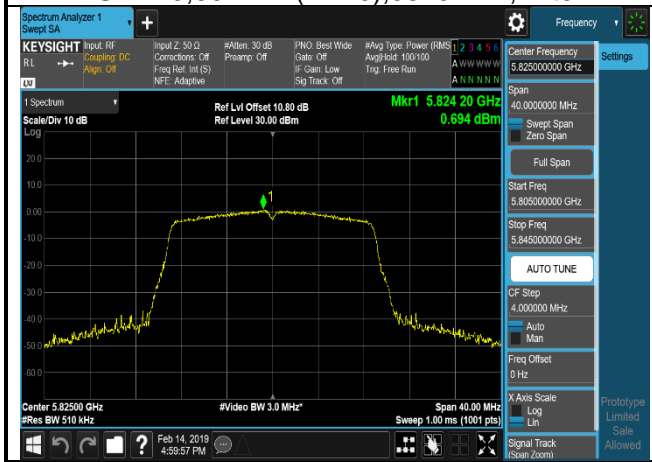 Spectrum Analyzer 1
Swept SA
+
Frequency
KEYSIGHT
RL
LXI
Input: RF
Coupling: DC
Align: Off
Input Z: 50 Ω
Corrections: Off
Freq Ref: Int (S)
NFE: Adaptive
#Atten: 30 dB
Preamp: Off
PNO: Best Wide
Gate: Off
IF Gain: Low
Sig Track: Off
#Avg Type: Power (RMS
Avg|Hold: 100/100
Trig: Free Run
1 2 3 4 5 6
A W W W W W
A N N N N N
1 Spectrum
Scale/Div 10 dB
Log
Ref Lvl Offset 10.80 dB
Ref Level 30.00 dBm
Mkr1 5.824 20 GHz
0.694 dBm
20.0
10.0
0.00
-10.0
-20.0
-30.0
-40.0
-50.0
-60.0
1
Center 5.82500 GHz
#Res BW 510 kHz
#Video BW 3.0 MHz*
Span 40.00 MHz
Sweep 1.00 ms (1001 pts)
?
Feb 14, 2019
4:59:57 PM
Center Frequency
5.825000000 GHz
Span
40.0000000 MHz
Swept Span
Zero Span
Full Span
Start Freq
5.805000000 GHz
Stop Freq
5.845000000 GHz
AUTO TUNE
CF Step
4.000000 MHz
Auto
Man
Freq Offset
0 Hz
X Axis Scale
Log
Lin
Signal Track
(Span Zoom)
Settings
Prototype
Limited
Sale
Allowed